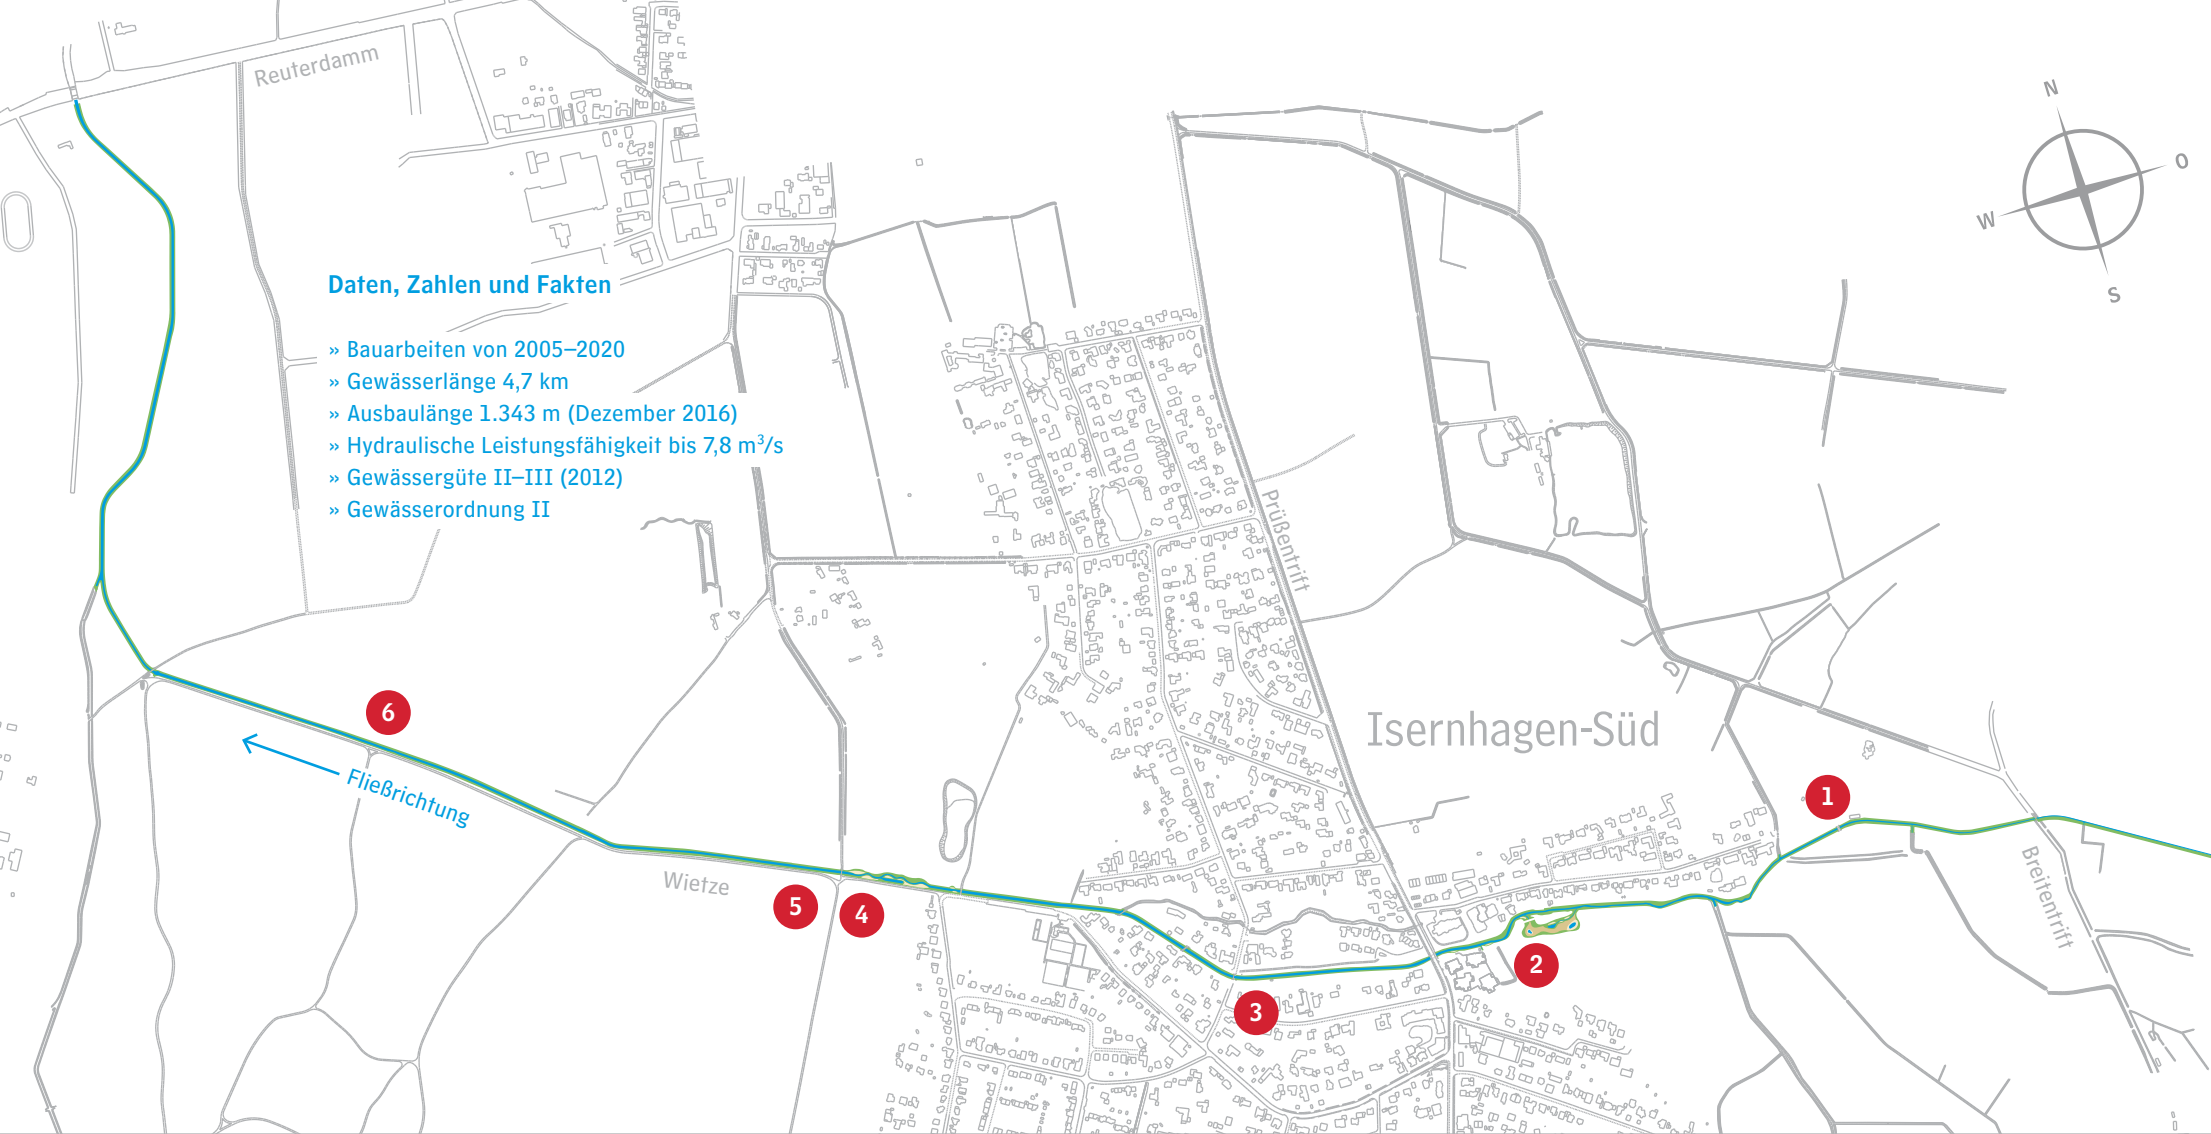 Reuterdamm
N
O
W
S
Daten, Zahlen und Fakten
» Bauarbeiten von 2005–2020
» Gewässerlänge 4,7 km
» Ausbaulänge 1.343 m (Dezember 2016)
» Hydraulische Leistungsfähigkeit bis 7,8 m³/s
» Gewässergüte II–III (2012)
» Gewässerordnung II
Prüßentrift
6
Isernhagen-Süd
Fließrichtung
1
Wietze
5
4
Breitentrift
2
3